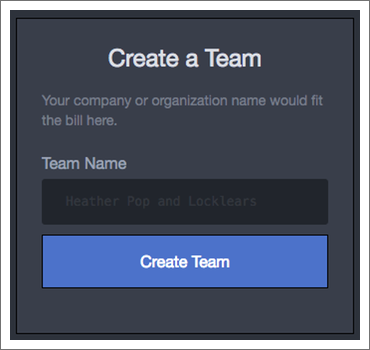 Create a Team
Your company or organization name would fit
the bill here.
Team Name
Heather Pop and Locklears
Create Team